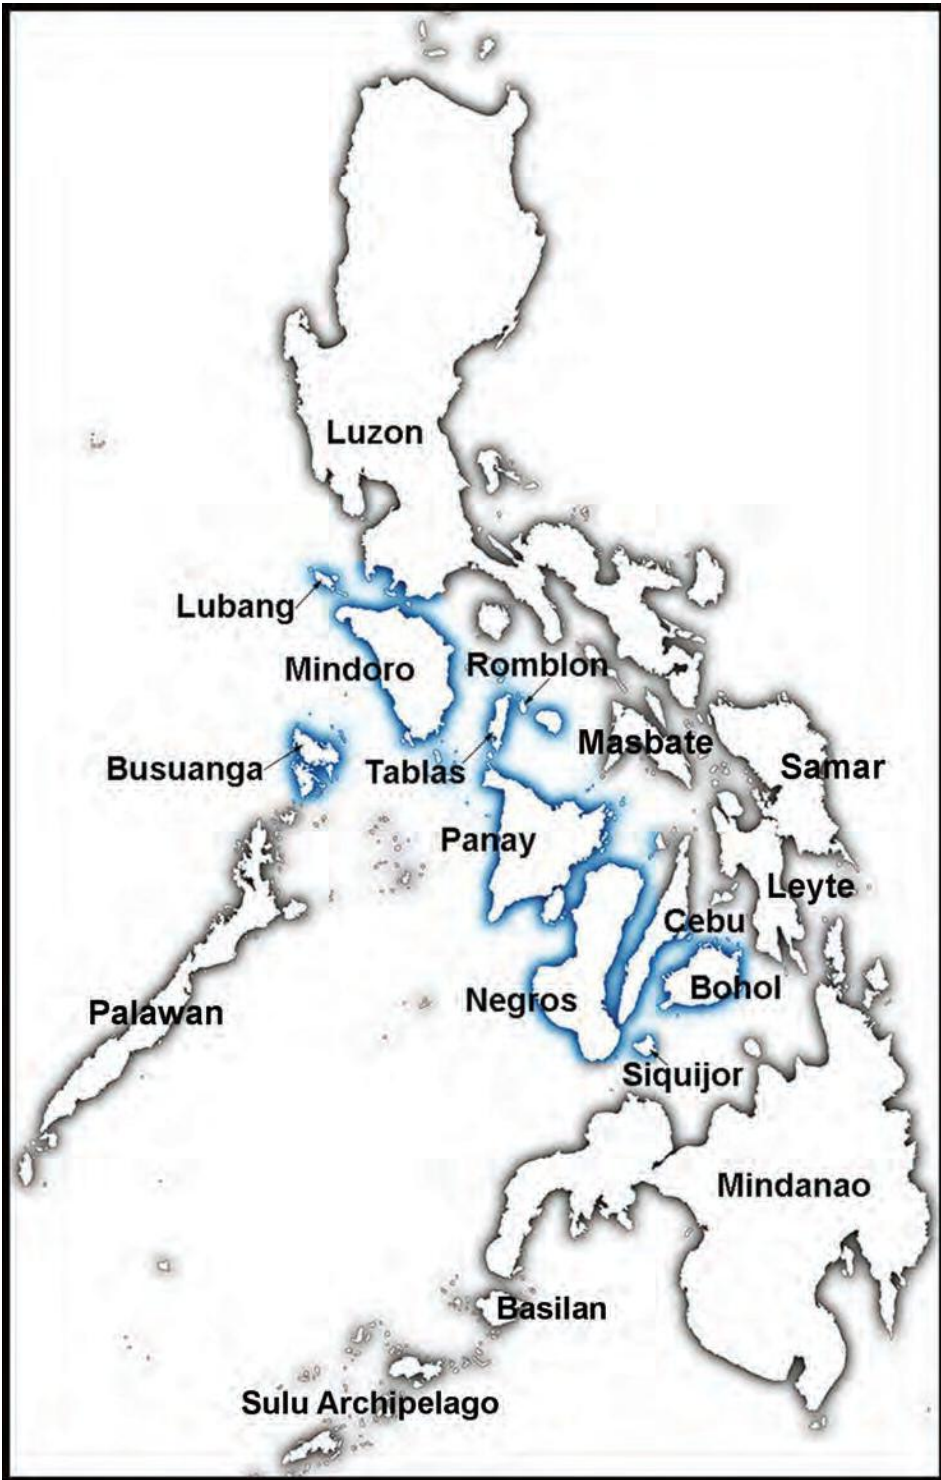 Luzon
Lubang
Mindoro
Romblon
Busuanga
Tablas
Masbate
Samar
Panay
Leyte
Cebu
Palawan
Negros
Bohol
Siquijor
Mindanao
Basilan
Sulu Archipelago